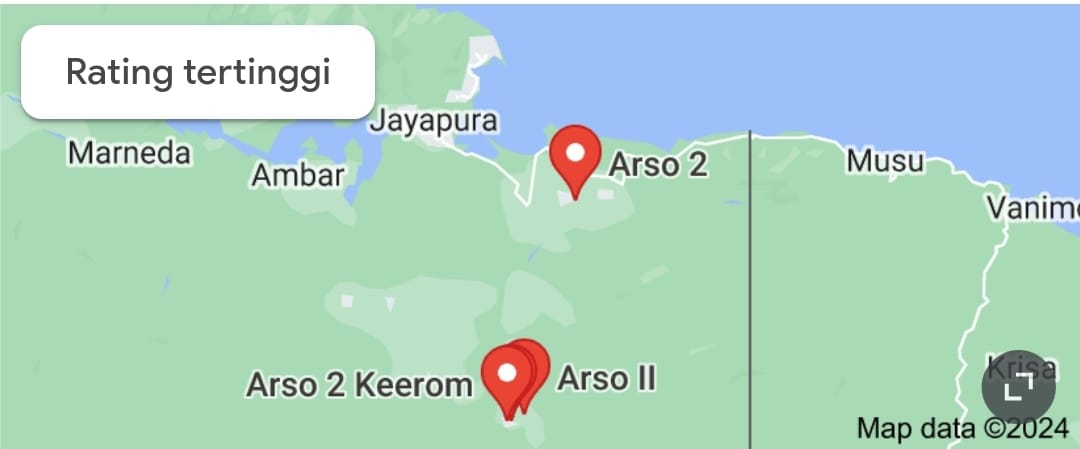 Rating tertinggi
Jayapura
Marneda
Ambar
Arso 2
Musu
Vanimo
Arso 2 Keerom
Arso II
Krisa
Map data ©2024